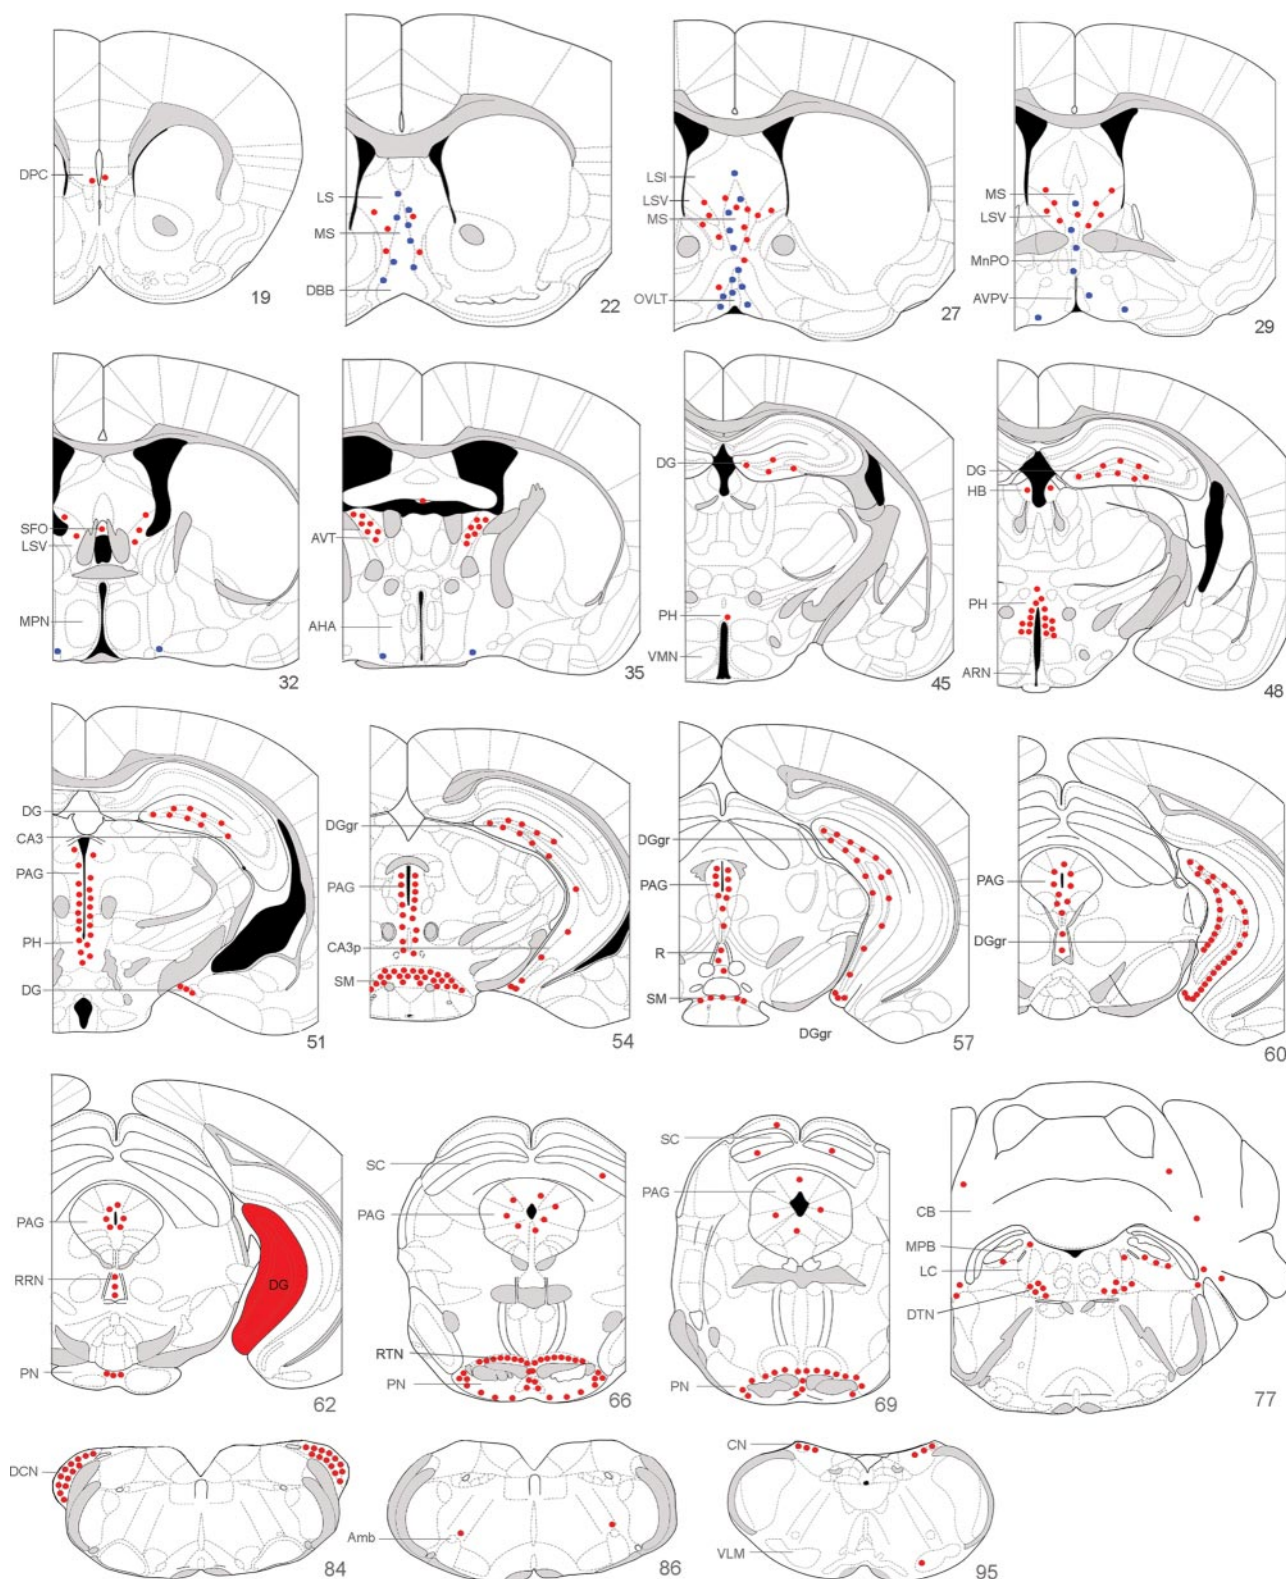 DPC
19
LS
MS
DBB
22
LSI
LSV
MS
OVLT
27
MS
LSV
MnPO
AVPV
29
SFO
LSV
MPN
32
AVT
AHA
35
DG
PH
VMN
45
DG
HB
PH
ARN
48
DG
CA3
PAG
PH
DG
51
DGgr
PAG
CA3p
SM
54
DGgr
PAG
R
SM
DGgr
57
PAG
DGgr
60
PAG
RRN
DG
PN
62
SC
PAG
RTN
PN
66
SC
PAG
PN
69
CB
MPB
LC
DTN
77
DCN
84
Amb
86
CN
VLM
95